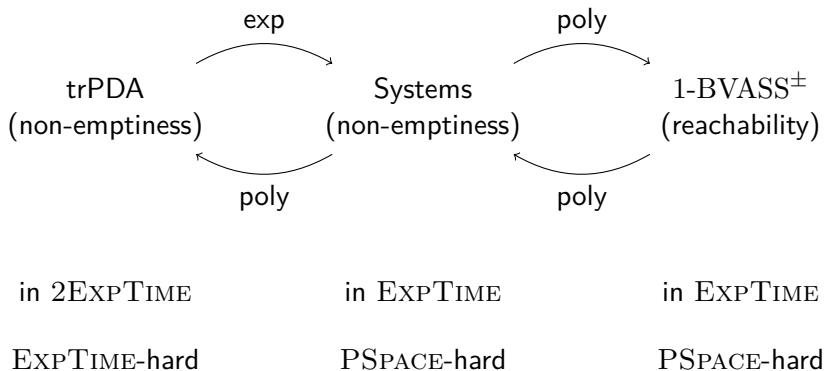 exp poly
trPDA Systems 1-BVASS±
(non-emptiness) (non-emptiness) (reachability)
poly poly
in 2EXPTIME in EXPTIME in EXPTIME
EXPTIME-hard PSPACE-hard PSPACE-hard